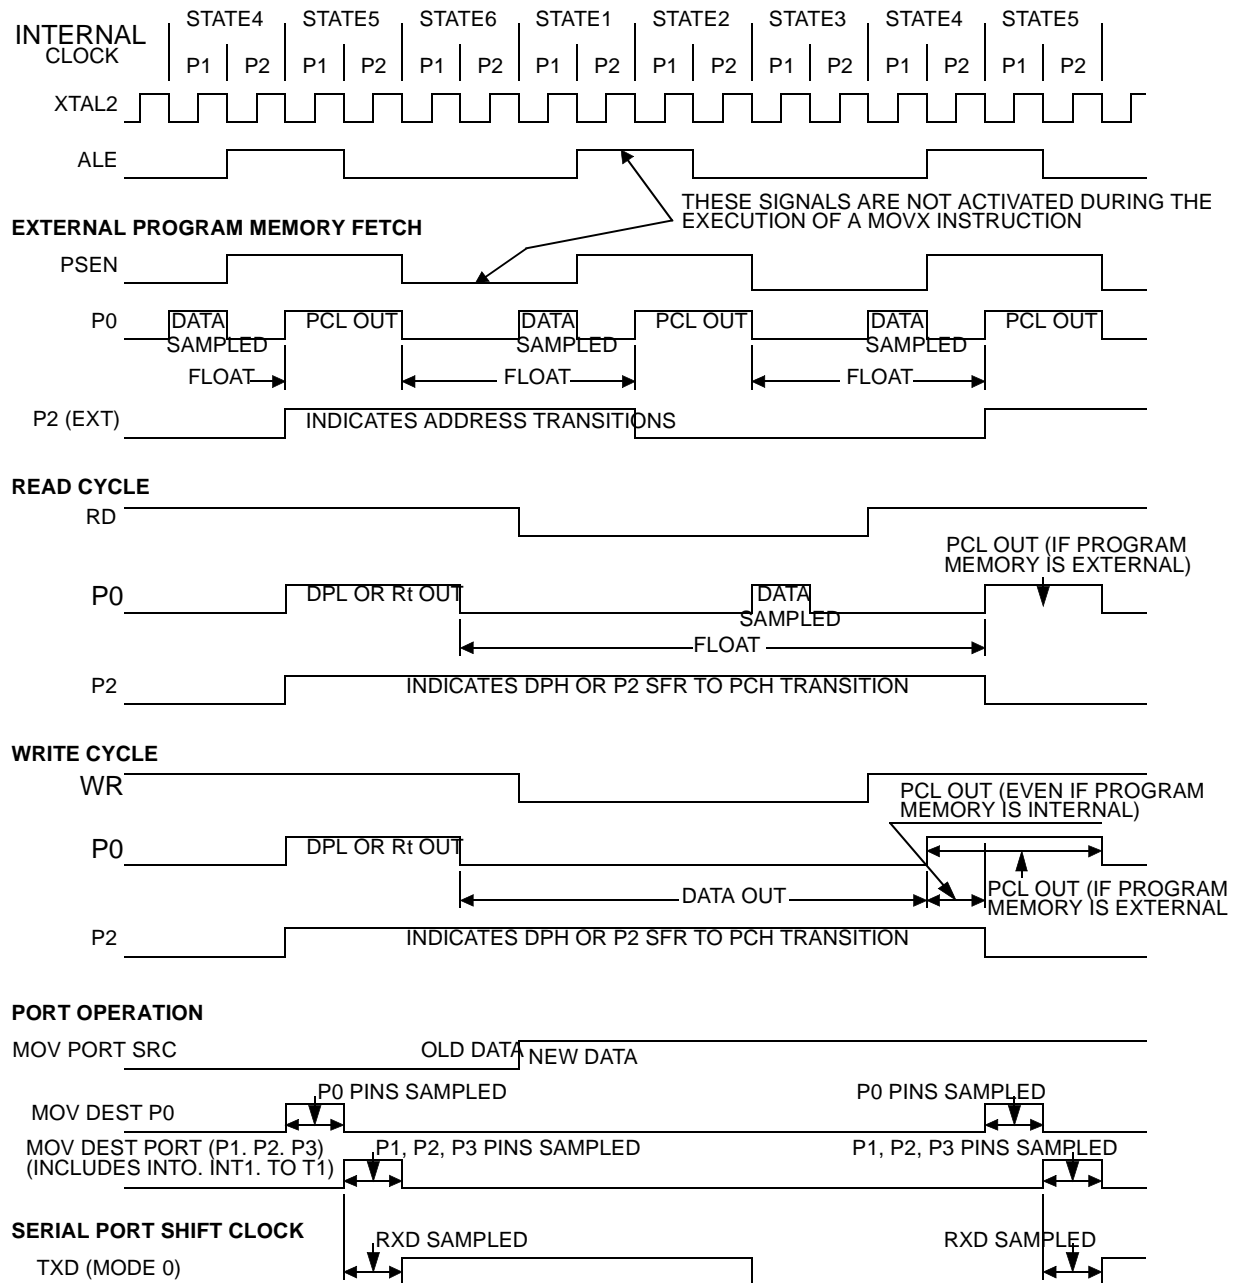 INTERNAL
CLOCK
STATE4 STATE5 STATE6 STATE1 STATE2 STATE3 STATE4 STATE5
P1 P2 P1 P2 P1 P2 P1 P2 P1 P2 P1 P2 P1 P2 P1 P2
XTAL2
ALE
THESE SIGNALS ARE NOT ACTIVATED DURING THE
EXECUTION OF A MOVX INSTRUCTION
EXTERNAL PROGRAM MEMORY FETCH
PSEN
P0
DATA SAMPLED
PCL OUT
DATA SAMPLED
PCL OUT
DATA SAMPLED
PCL OUT
FLOAT FLOAT FLOAT
P2 (EXT)
INDICATES ADDRESS TRANSITIONS
READ CYCLE
RD
PCL OUT (IF PROGRAM
MEMORY IS EXTERNAL)
P0
DPL OR Rt OUT
DATA
SAMPLED
FLOAT
P2
INDICATES DPH OR P2 SFR TO PCH TRANSITION
WRITE CYCLE
WR
PCL OUT (EVEN IF PROGRAM
MEMORY IS INTERNAL)
P0
DPL OR Rt OUT
DATA OUT
PCL OUT (IF PROGRAM
MEMORY IS EXTERNAL
P2
INDICATES DPH OR P2 SFR TO PCH TRANSITION
PORT OPERATION
MOV PORT SRC
OLD DATA
NEW DATA
P0 PINS SAMPLED P0 PINS SAMPLED
MOV DEST P0
MOV DEST PORT (P1. P2. P3)
(INCLUDES INTO. INT1. TO T1)
P1, P2, P3 PINS SAMPLED P1, P2, P3 PINS SAMPLED
SERIAL PORT SHIFT CLOCK
RXD SAMPLED RXD SAMPLED
TXD (MODE 0)